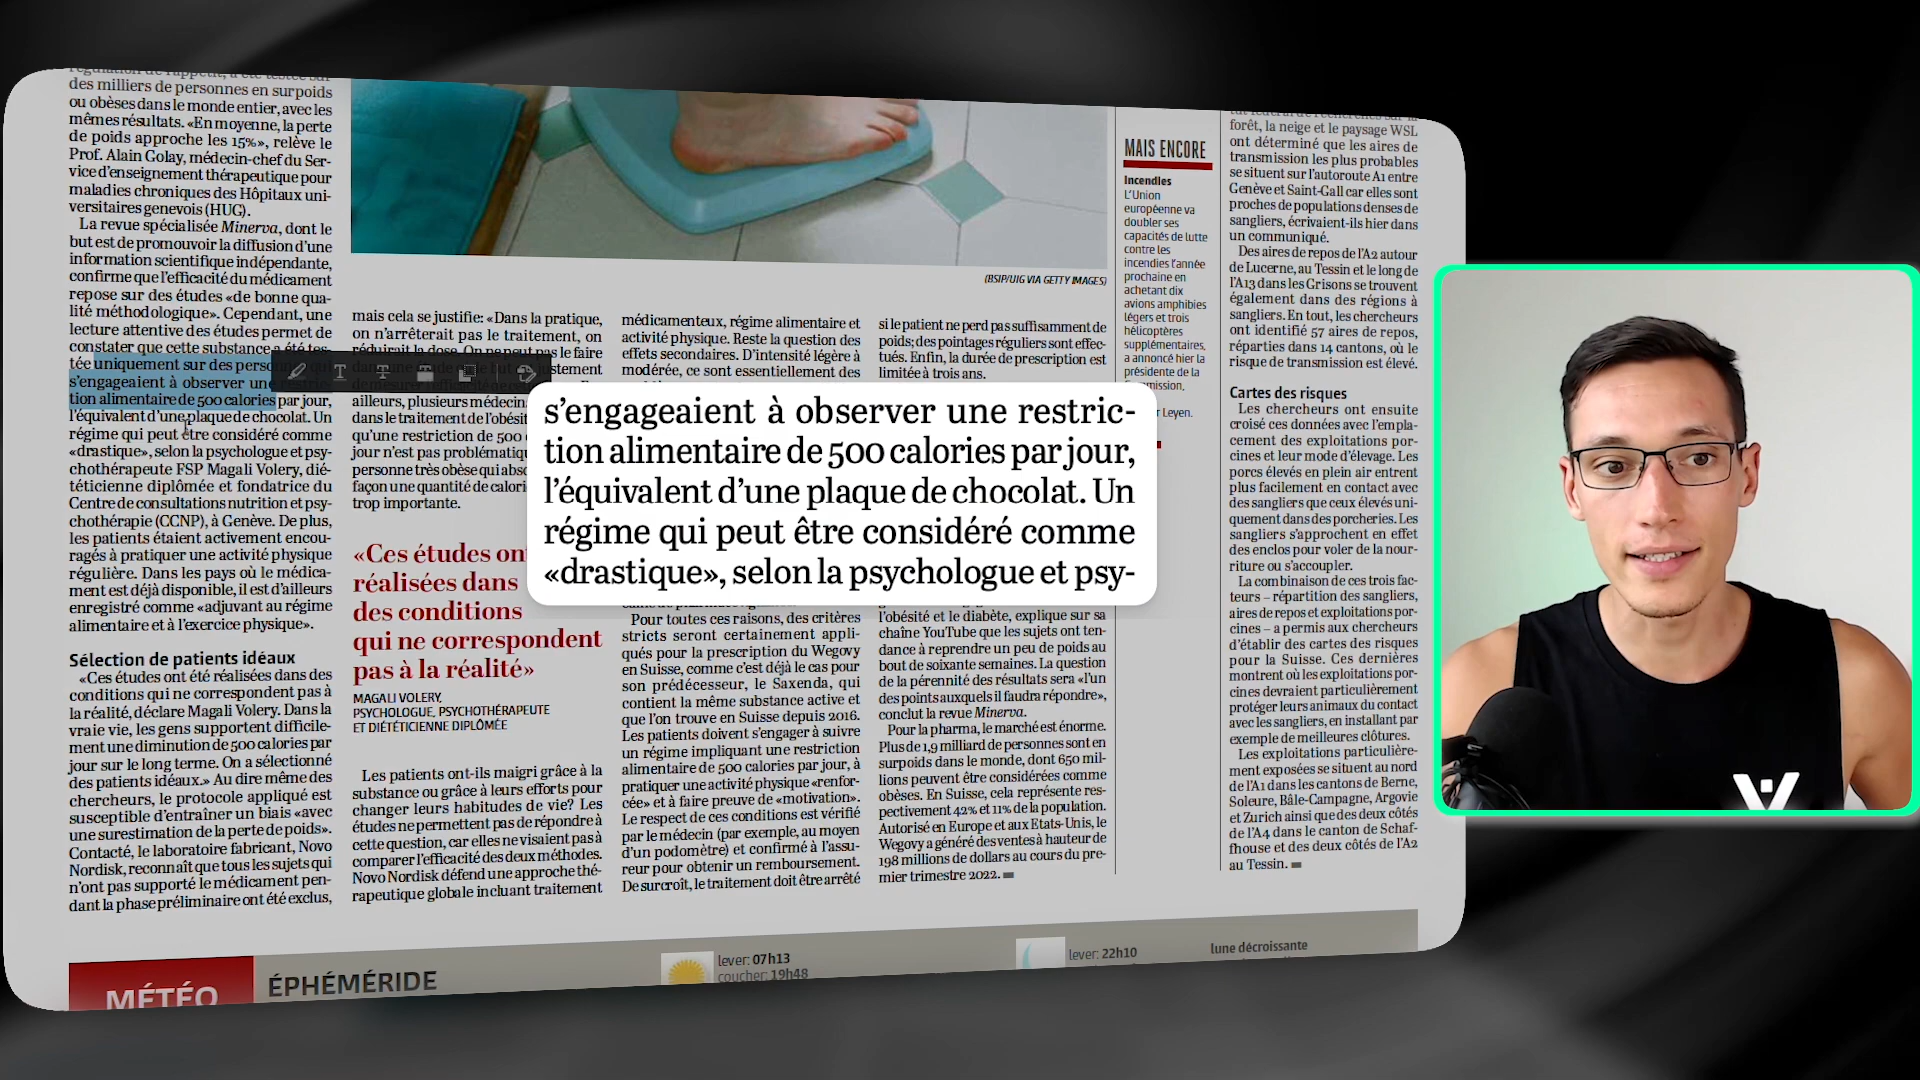 des milliers de personnes en surpoids
ou obèses dans le monde entier, avec les
mêmes résultats. «En moyenne, la perte
de poids approche les 15%», relève le
Prof. Alain Golay, médecin-chef du Ser-
vice d'enseignement thérapeutique pour
maladies chroniques des Hôpitaux uni-
versitaires genevois (HUG).
La revue spécialisée Minerva, dont le
but est de promouvoir la diffusion d'une
information scientifique indépendante,
confirme que l'efficacité du médicament
repose sur des études «de bonne qua-
lité méthodologique». Cependant, une
lecture attentive des études permet de
constater que cette substance a été tes-
tée uniquement sur des personnes qui
s'engageaient à observer une restric-
tion alimentaire de 500 calories par jour,
l'équivalent d'une plaque de chocolat. Un
régime qui peut être considéré comme
«drastique», selon la psychologue et psy-
chothérapeute FSP Magali Volery, dié-
téticienne diplômée et fondatrice du
Centre de consultations nutrition et psy-
chothérapie (CCNP), à Genève. De plus,
les patients étaient activement encou-
ragés à pratiquer une activité physique
régulière. Dans les pays où le médica-
ment est déjà disponible, il est d'ailleurs
enregistré comme «adjuvant au régime
alimentaire et à l'exercice physique».
Sélection de patients idéaux
«Ces études ont été réalisées dans des
conditions qui ne correspondent pas à
la réalité, déclare Magali Volery. Dans la
vraie vie, les gens supportent difficile-
ment une diminution de 500 calories par
jour sur le long terme. On a sélectionné
des patients idéaux.» Au dire même des
chercheurs, le protocole appliqué est
susceptible d'entraîner un biais «avec
une surestimation de la perte de poids».
Contacté, le laboratoire fabricant, Novo
Nordisk, reconnaît que tous les sujets qui
n'ont pas supporté le médicament pen-
dant la phase préliminaire ont été exclus,
(BSIP/UIG VIA GETTY IMAGES)
mais cela se justifie: «Dans la pratique,
on n'arrêterait pas le traitement, on
réduirait la dose. On ne peut pas le faire
justement
ailleurs, plusieurs médecin
dans le traitement de l'obési
qu'une restriction de 500
jour n'est pas problématiqu
personne très obèse qui abso
façon une quantité de calori
trop importante.
«Ces études ont
réalisées dans
des conditions
qui ne correspondent
pas à la réalité»
MAGALI VOLERY,
PSYCHOLOGUE, PSYCHOTHÉRAPEUTE
ET DIÉTÉTICIENNE DIPLÔMÉE
Les patients ont-ils maigri grâce à la
substance ou grâce à leurs efforts pour
changer leurs habitudes de vie? Les
études ne permettent pas de répondre à
cette question, car elles ne visaient pas à
comparer l'efficacité des deux méthodes.
Novo Nordisk défend une approche thé-
rapeutique globale incluant traitement
médicamenteux, régime alimentaire et
activité physique. Reste la question des
effets secondaires. D'intensité légère à
modérée, ce sont essentiellement des
s'engageaient à observer une restric-
tion alimentaire de 500 calories par jour,
l'équivalent d'une plaque de chocolat. Un
régime qui peut être considéré comme
«drastique», selon la psychologue et psy-
Pour toutes ces raisons, des critères
stricts seront certainement appli-
qués pour la prescription du Wegovy
en Suisse, comme c'est déjà le cas pour
son prédécesseur, le Saxenda, qui
contient la même substance active et
que l'on trouve en Suisse depuis 2016.
Les patients doivent s'engager à suivre
un régime impliquant une restriction
alimentaire de 500 calories par jour, à
pratiquer une activité physique «renfor-
cée» et à faire preuve de «motivation».
Le respect de ces conditions est vérifié
par le médecin (par exemple, au moyen
d'un podomètre) et confirmé à l'assu-
reur pour obtenir un remboursement.
De surcroît, le traitement doit être arrêté
si le patient ne perd pas suffisamment de
poids; des pointages réguliers sont effec-
tués. Enfin, la durée de prescription est
limitée à trois ans.
l'obésité et le diabète, explique sur sa
chaîne YouTube que les sujets ont ten-
dance à reprendre un peu de poids au
bout de soixante semaines. La question
de la pérennité des résultats sera «l'un
des points auxquels il faudra répondre»,
conclut la revue Minerva.
Pour la pharma, le marché est énorme.
Plus de 1,9 milliard de personnes sont en
surpoids dans le monde, dont 650 mil-
lions peuvent être considérées comme
obèses. En Suisse, cela représente res-
pectivement 42% et 11% de la population.
Autorisé en Europe et aux Etats-Unis, le
Wegovy a généré des ventes à hauteur de
198 millions de dollars au cours du pre-
mier trimestre 2022.
MAIS ENCORE
Incendies
L'Union
européenne va
doubler ses
capacités de lutte
contre les
incendies l'année
prochaine en
achetant dix
avions amphibies
légers et trois
hélicoptères
supplémentaires,
a annoncé hier la
présidente de la
Commission,
Leyen.
forêt, la neige et le paysage WSL
ont déterminé que les aires de
transmission les plus probables
se situent sur l'autoroute A1 entre
Genève et Saint-Gall car elles sont
proches de populations denses de
sangliers, écrivaient-ils hier dans
un communiqué.
Des aires de repos de l'A2 autour
de Lucerne, au Tessin et le long de
l'A13 dans les Grisons se trouvent
également dans des régions à
sangliers. En tout, les chercheurs
ont identifié 57 aires de repos,
réparties dans 14 cantons, où le
risque de transmission est élevé.
Cartes des risques
Les chercheurs ont ensuite
croisé ces données avec l'empla-
cement des exploitations por-
cines et leur mode d'élevage. Les
porcs élevés en plein air entrent
plus facilement en contact avec
des sangliers que ceux élevés uni-
quement dans des porcheries. Les
sangliers s'approchent en effet
des enclos pour voler de la nour-
riture ou s'accoupler.
La combinaison de ces trois fac-
teurs – répartition des sangliers,
aires de repos et exploitations por-
cines – a permis aux chercheurs
d'établir des cartes des risques
pour la Suisse. Ces dernières
montrent où les exploitations por-
cines devraient particulièrement
protéger leurs animaux du contact
avec les sangliers, en installant par
exemple de meilleures clôtures.
Les exploitations particulière-
ment exposées se situent au nord
de l'A1 dans les cantons de Berne,
Soleure, Bâle-Campagne, Argovie
et Zurich ainsi que des deux côtés
de l'A4 dans le canton de Schaf-
fhouse et des deux côtés de l'A2
au Tessin.
MÉTÉO
ÉPHÉMÉRIDE
lever: 07h13
coucher: 19h48
lever: 22h10
lune décroissante